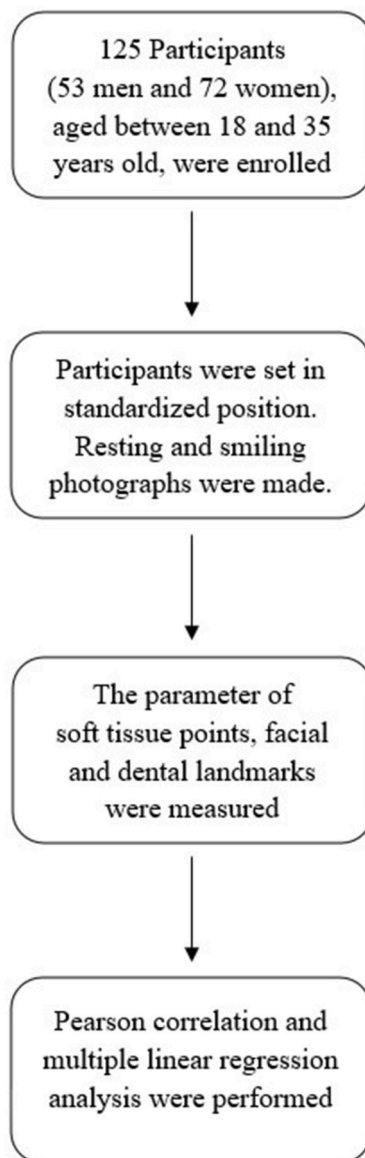 125 Participants
(53 men and 72 women),
aged between 18 and 35
years old, were enrolled
Participants were set in
standardized position.
Resting and smiling
photographs were made.
The parameter of
soft tissue points, facial
and dental landmarks
were measured
Pearson correlation and
multiple linear regression
analysis were performed